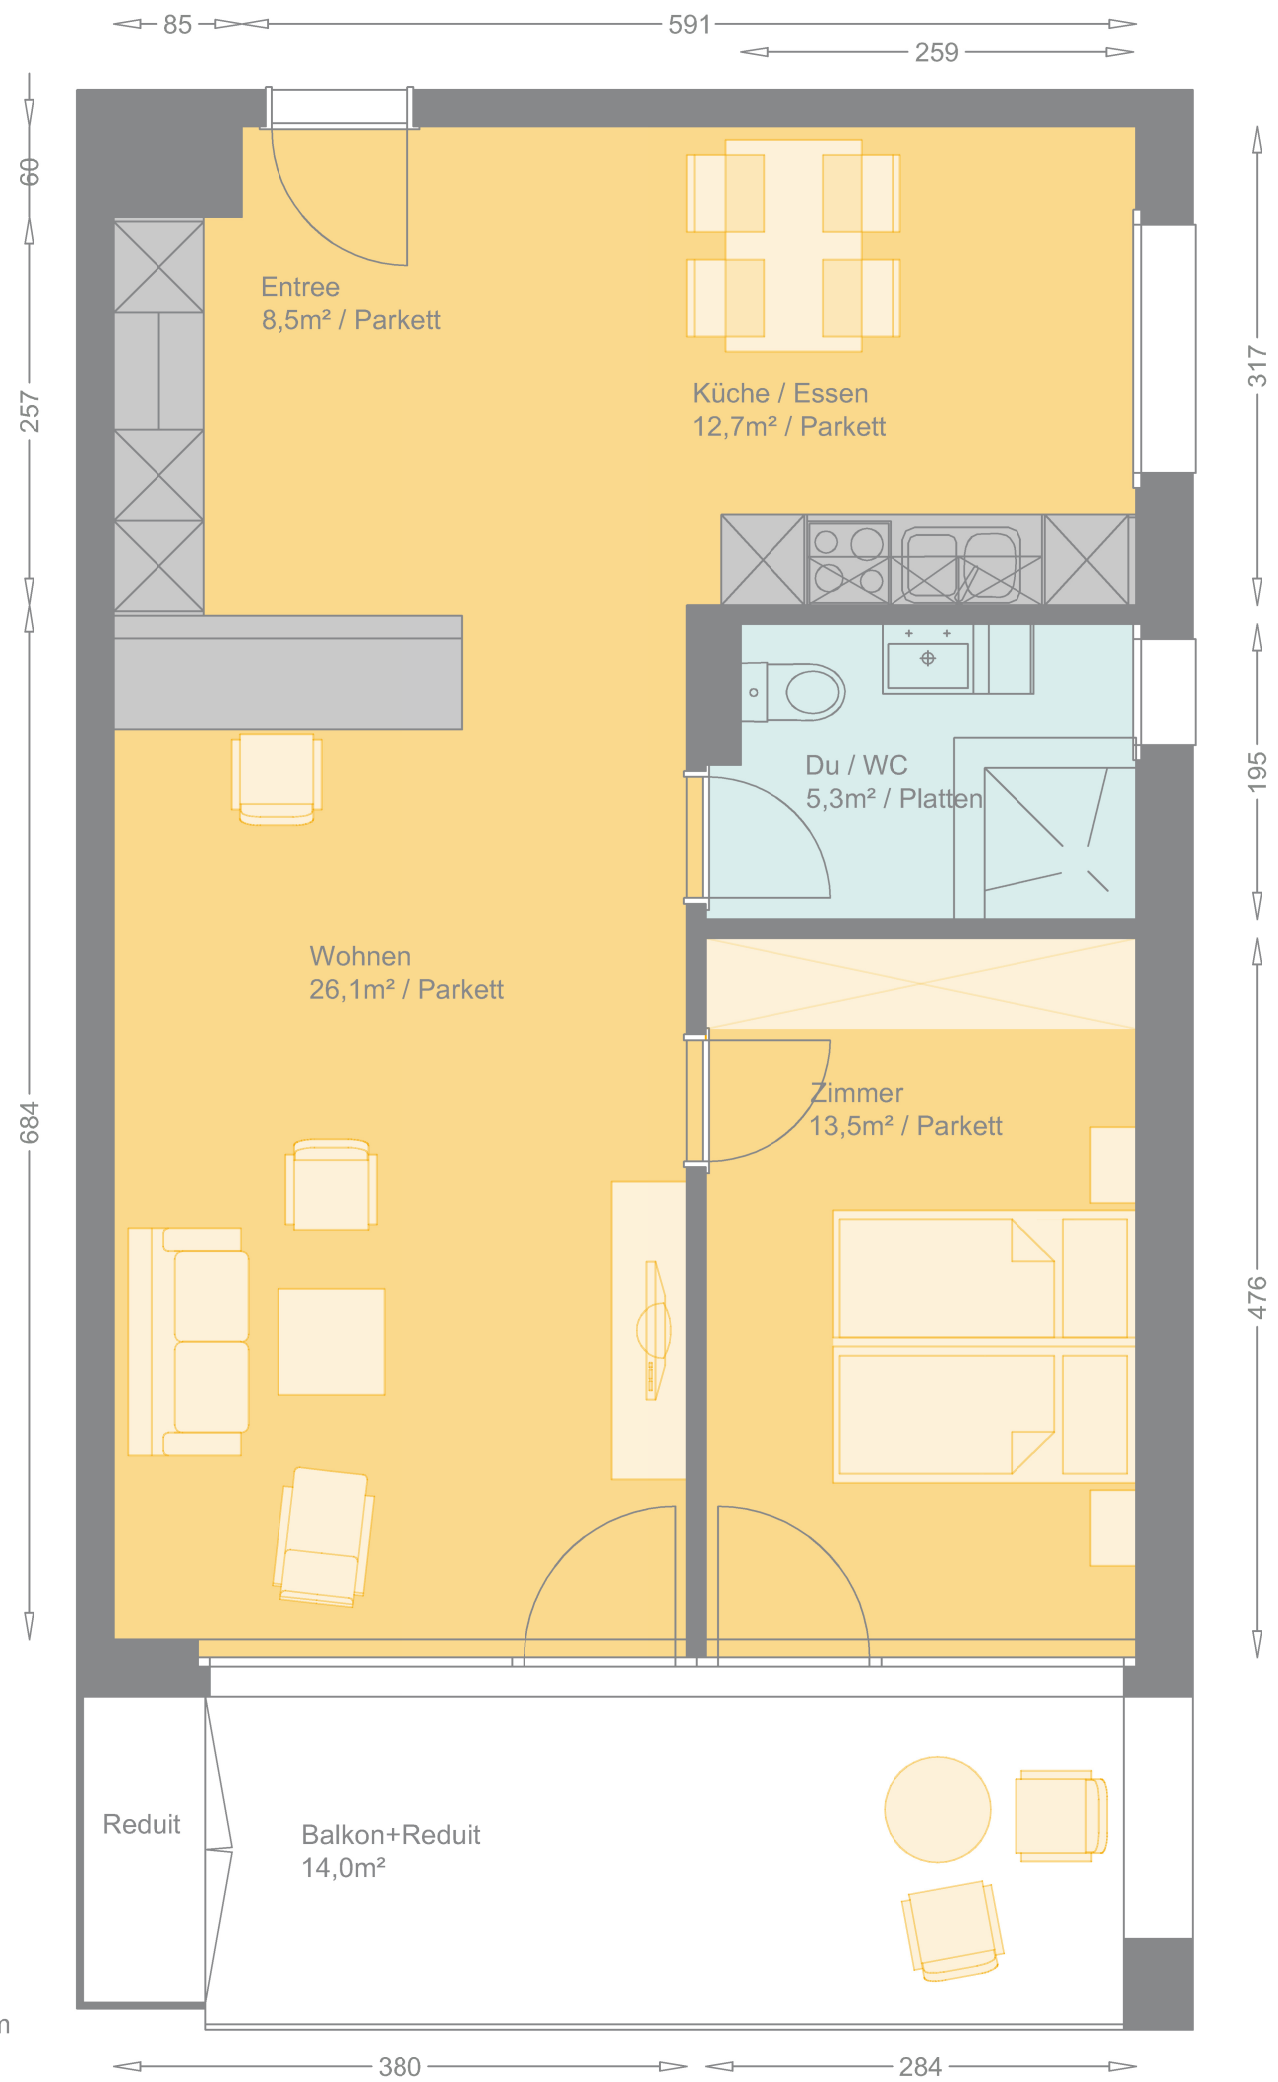 85
591
259
60
257
317
Entree
8,5m² / Parkett
Küche / Essen
12,7m² / Parkett
Du / WC
5,3m² / Platten
195
Wohnen
26,1m² / Parkett
684
Zimmer
13,5m² / Parkett
476
Reduit
Balkon+Reduit
14,0m²
380
284